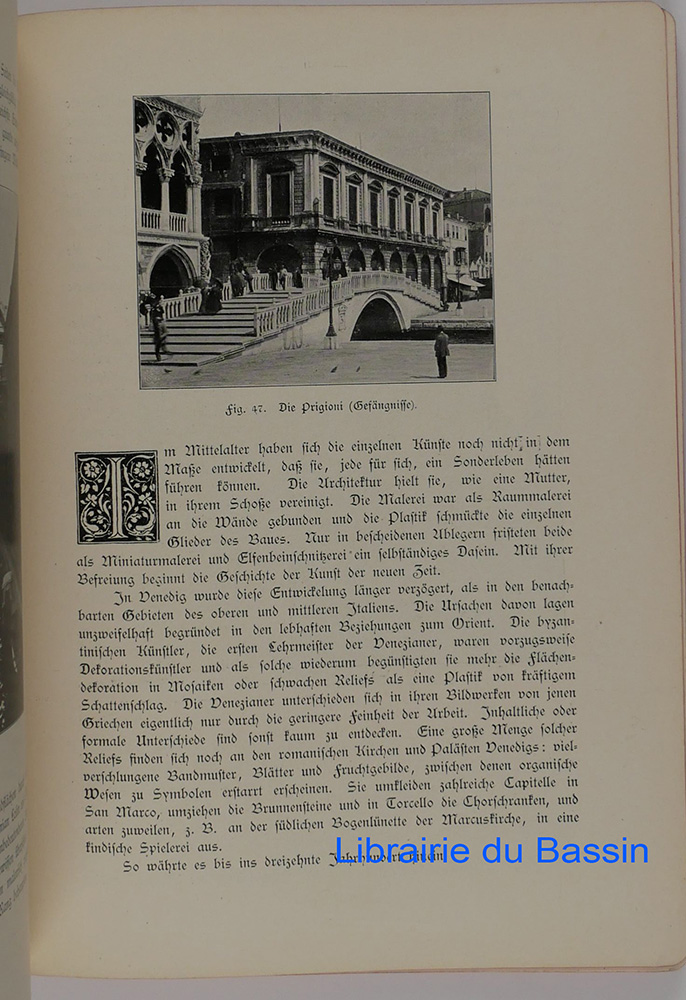 Fig. 47. Die Prigioni (Gefängnisse).
Im Mittelalter haben sich die einzelnen Künste noch nicht in dem
Maße entwickelt, daß sie, jede für sich, ein Sonderleben hätten
führen können. Die Architektur hielt sie, wie eine Mutter,
in ihrem Schoße vereinigt. Die Malerei war als Raummalerei
an die Wände gebunden und die Plastik schmückte die einzelnen
Glieder des Baues. Nur in bescheidenen Ablegern fristeten beide
als Miniaturmalerei und Elfenbeinschnitzerei ein selbständiges Dasein. Mit ihrer
Befreiung beginnt die Geschichte der Kunst der neuen Zeit.
In Venedig wurde diese Entwickelung länger verzögert, als in den benach-
barten Gebieten des oberen und mittleren Italiens. Die Ursachen davon lagen
unzweifelhaft begründet in den lebhaften Beziehungen zum Orient. Die byzan-
tinischen Künstler, die ersten Lehrmeister der Venezianer, waren vorzugsweise
Dekorationskünstler und als solche wiederum begünstigten sie mehr die Flächen-
dekoration in Mosaiken oder schwachen Reliefs als eine Plastik von kräftigem
Schattenschlag. Die Venezianer unterschieden sich in ihren Bildwerken von jenen
Griechen eigentlich nur durch die geringere Feinheit der Arbeit. Inhaltliche oder
formale Unterschiede sind sonst kaum zu entdecken. Eine große Menge solcher
Reliefs finden sich noch an den romanischen Kirchen und Palästen Venedigs: viel-
verschlungene Bandmuster, Blätter und Fruchtgebilde, zwischen denen organische
Wesen zu Symbolen erstarrt erscheinen. Sie umkleiden zahlreiche Capitelle in
San Marco, umziehen die Brunnensteine und in Torcello die Chorschranken, und
arten zuweilen, z. B. an der südlichen Bogenlünette der Marcuskirche, in eine
kindische Spielerei aus.
So währte es bis ins dreizehnte Jahrhundert hinein.
Librairie du Bassin